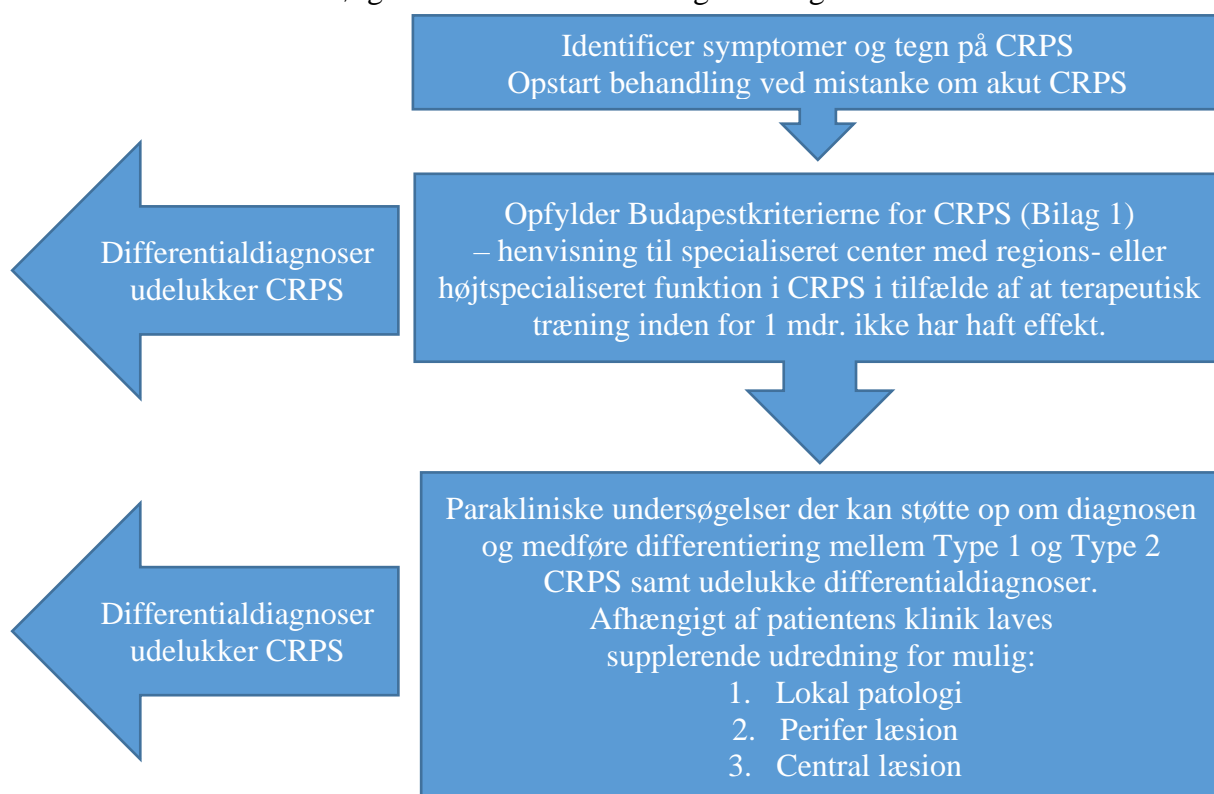 Identificer symptomer og tegn på CRPS
Opstart behandling ved mistanke om akut CRPS
Opfylder Budapestkriterierne for CRPS (Bilag 1)
– henvisning til specialiseret center med regions- eller
højtspecialiseret funktion i CRPS i tilfælde af at terapeutisk
træning inden for 1 mdr. ikke har haft effekt.
Differentialdiagnoser
udelukker CRPS
Parakliniske undersøgelser der kan støtte op om diagnosen
og medføre differentiering mellem Type 1 og Type 2
CRPS samt udelukke differentialdiagnoser.
Afhængigt af patientens klinik laves
supplerende udredning for mulig:
1. Lokal patologi
2. Perifer læsion
3. Central læsion
Differentialdiagnoser
udelukker CRPS